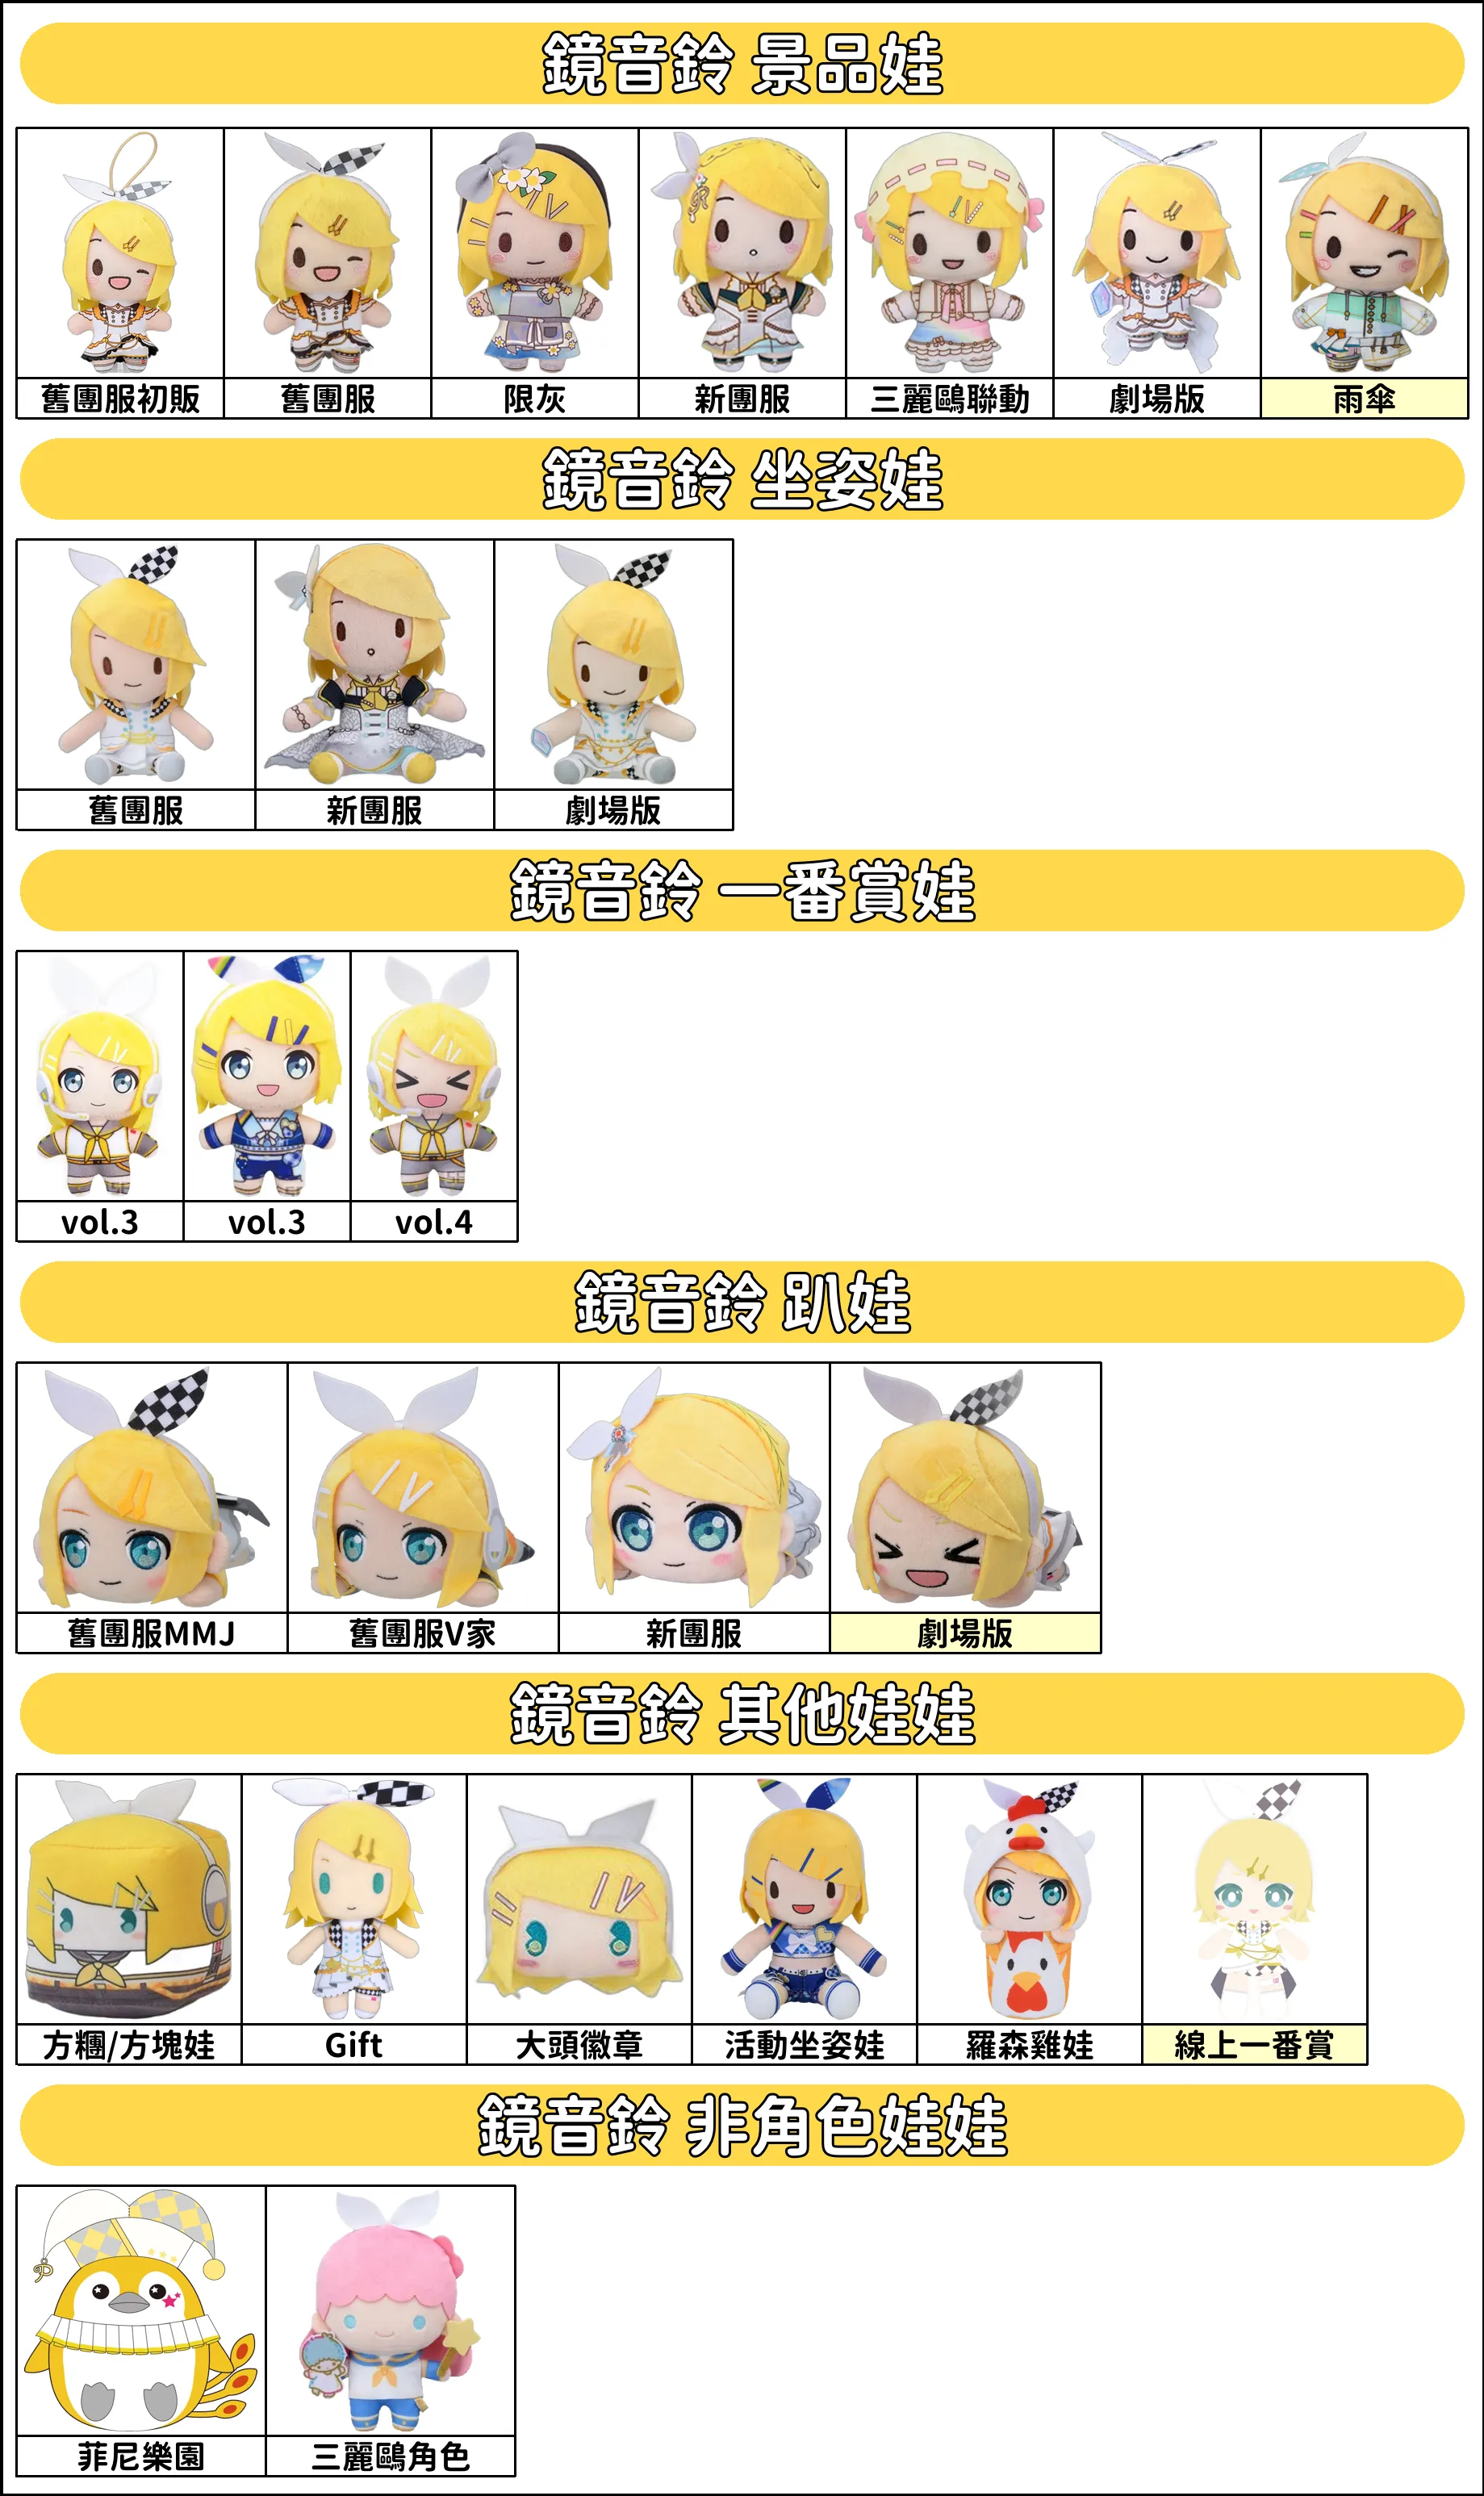 鏡音鈴 景品娃
舊團服初販
舊團服
限灰
新團服
三麗鷗聯動
劇場版
雨傘
鏡音鈴 坐姿娃
舊團服
新團服
劇場版
鏡音鈴 一番賞娃
vol.3
vol.3
vol.4
鏡音鈴 趴娃
舊團服MMJ
舊團服V家
新團服
劇場版
鏡音鈴 其他娃娃
方糰/方塊娃
Gift
大頭徽章
活動坐姿娃
羅森雞娃
線上一番賞
鏡音鈴 非角色娃娃
菲尼樂園
三麗鷗角色